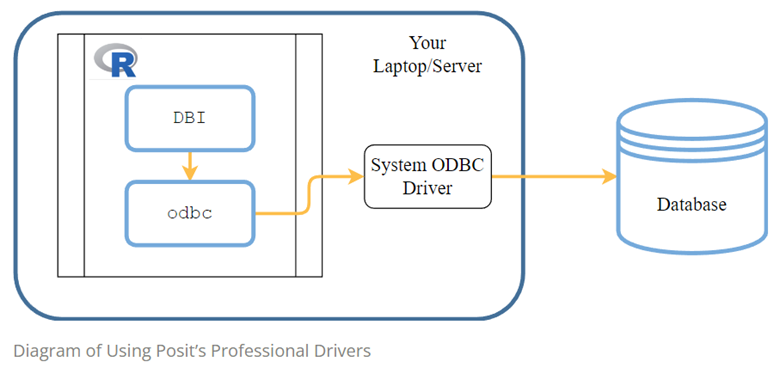 Your
Laptop/Server
R
DBI
odbc
System ODBC
Driver
Database
Diagram of Using Posit's Professional Drivers